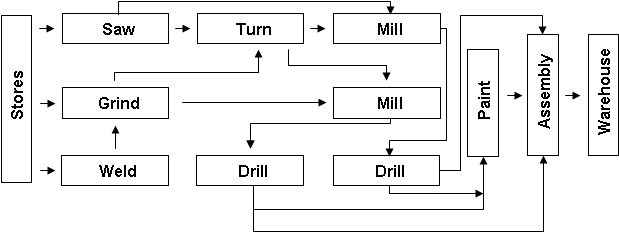 Stores
Saw
Turn
Mill
Grind
Mill
Weld
Drill
Drill
Paint
Assembly
Warehouse